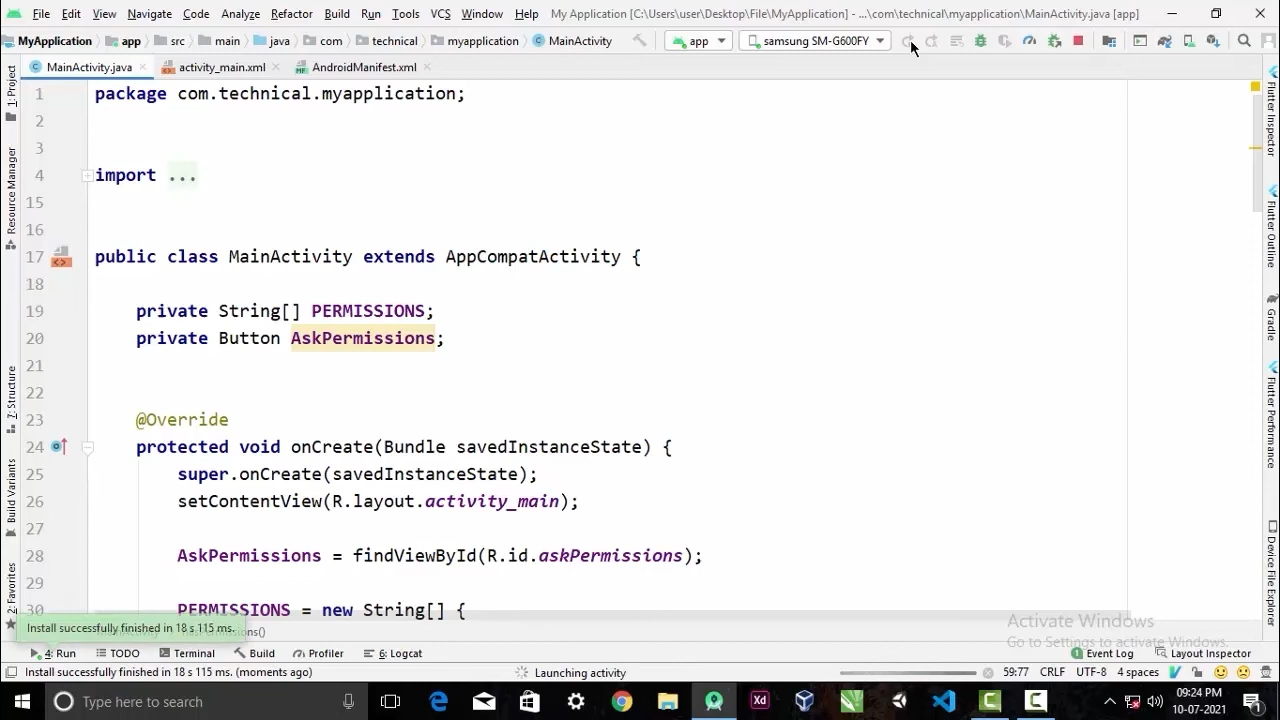 File Edit View Navigate Code Analyze Refactor Build Run Tools VCS Window Help My Application [C:\Users\user\Desktop\File\MyApplication] - ...\com\technical\myapplication\MainActivity.java [app]
MyApplication app src main java com technical myapplication MainActivity app samsung SM-G600FY
MainActivity.java activity_main.xml AndroidManifest.xml
1 package com.technical.myapplication;
2
3
4 import ...
15
16
17 public class MainActivity extends AppCompatActivity {
18
19 private String[] PERMISSIONS;
20 private Button AskPermissions;
21
22
23 @Override
24 protected void onCreate(Bundle savedInstanceState) {
25 super.onCreate(savedInstanceState);
26 setContentView(R.layout.activity_main);
27
28 AskPermissions = findViewById(R.id.askPermissions);
29
30 PERMISSIONS = new String[] {
1: Project
Resource Manager
7: Structure
Build Variants
2: Favorites
Flutter Inspector
Flutter Outline
Gradle
Flutter Performance
Device File Explorer
Install successfully finished in 18 s 115 ms.
Activate Windows
Go to Settings to activate Windows.
4: Run TODO Terminal Build Profiler 6: Logcat Event Log Layout Inspector
Install successfully finished in 18 s 115 ms. (moments ago) Launching activity 59:77 CRLF UTF-8 4 spaces
Type here to search
Xd
09:24 PM
10-07-2021
1